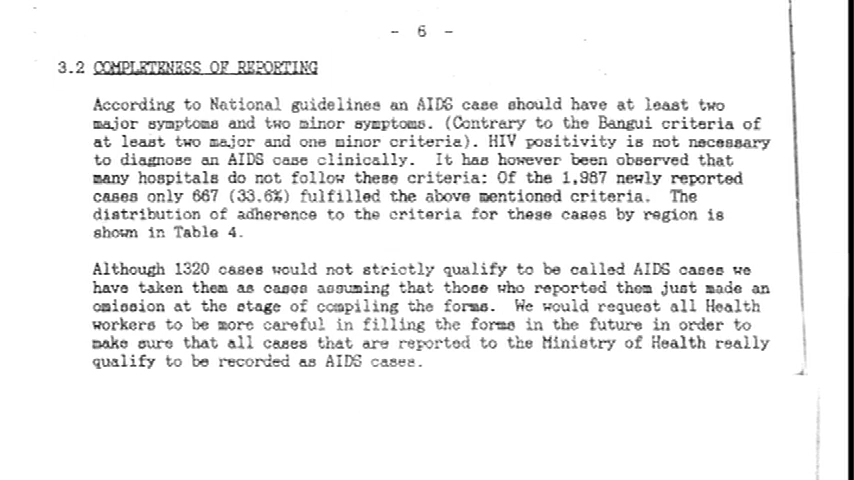 - 6 -
3.2 COMPLETENESS OF REPORTING
According to National guidelines an AIDS case should have at least two
major symptoms and two minor symptoms. (Contrary to the Bangui criteria of
at least two major and one minor criteria). HIV positivity is not necessary
to diagnose an AIDS case clinically. It has however been observed that
many hospitals do not follow these criteria: Of the 1,987 newly reported
cases only 667 (33.6%) fulfilled the above mentioned criteria. The
distribution of adherence to the criteria for these cases by region is
shown in Table 4.
Although 1320 cases would not strictly qualify to be called AIDS cases we
have taken them as cases assuming that those who reported them just made an
omission at the stage of compiling the forms. We would request all Health
workers to be more careful in filling the forms in the future in order to
make sure that all cases that are reported to the Ministry of Health really
qualify to be recorded as AIDS cases.